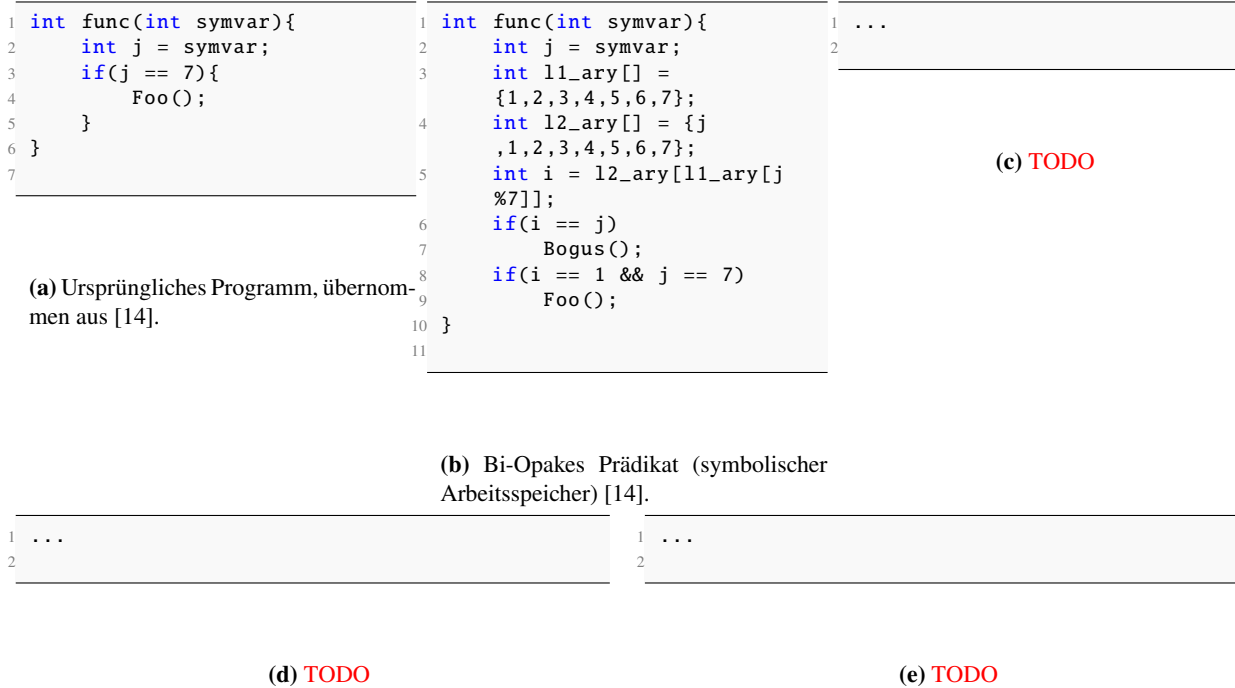 1 int func(int symvar){
2     int j = symvar;
3     if(j == 7){
4         Foo();
5     }
6 }
7
(a) Ursprüngliches Programm, übernom-
men aus [14].
1 int func(int symvar){
2     int j = symvar;
3     int l1_ary[] =
      {1,2,3,4,5,6,7};
4     int l2_ary[] = {j
      ,1,2,3,4,5,6,7};
5     int i = l2_ary[l1_ary[j
      %7]];
6     if(i == j)
7         Bogus();
8     if(i == 1 && j == 7)
9         Foo();
10 }
11
(b) Bi-Opakes Prädikat (symbolischer
Arbeitsspeicher) [14].
1 ...
2
(c) TODO
1 ...
2
(d) TODO
1 ...
2
(e) TODO